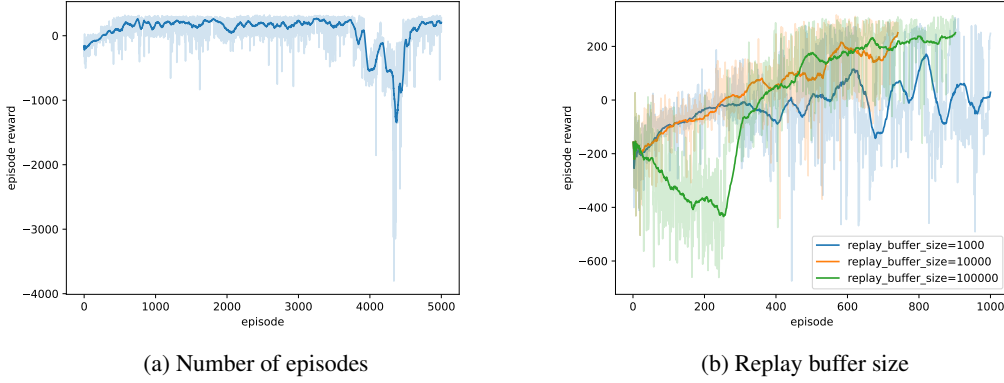 0
−1000
−2000
−3000
−4000
episode reward
0
1000
2000
3000
4000
5000
episode
(a) Number of episodes
200
0
−200
−400
−600
episode reward
replay_buffer_size=1000
replay_buffer_size=10000
replay_buffer_size=100000
0
200
400
600
800
1000
episode
(b) Replay buffer size